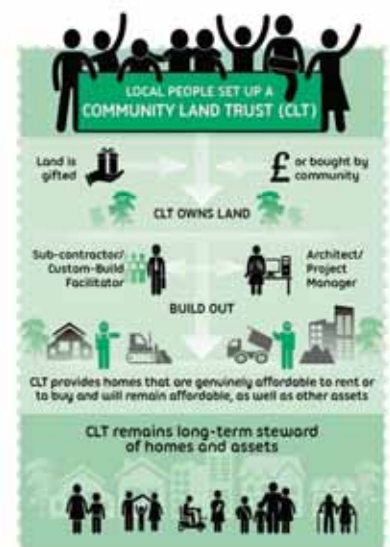 LOCAL PEOPLE SET UP A
COMMUNITY LAND TRUST (CLT)
Land is
gifted
£ or bought by
community
CLT OWNS LAND
Sub-contractor/
Custom-Build
Facilitator
Architect/
Project
Manager
BUILD OUT
CLT provides homes that are genuinely affordable to rent or
to buy and will remain affordable, as well as other assets
CLT remains long-term steward
of homes and assets